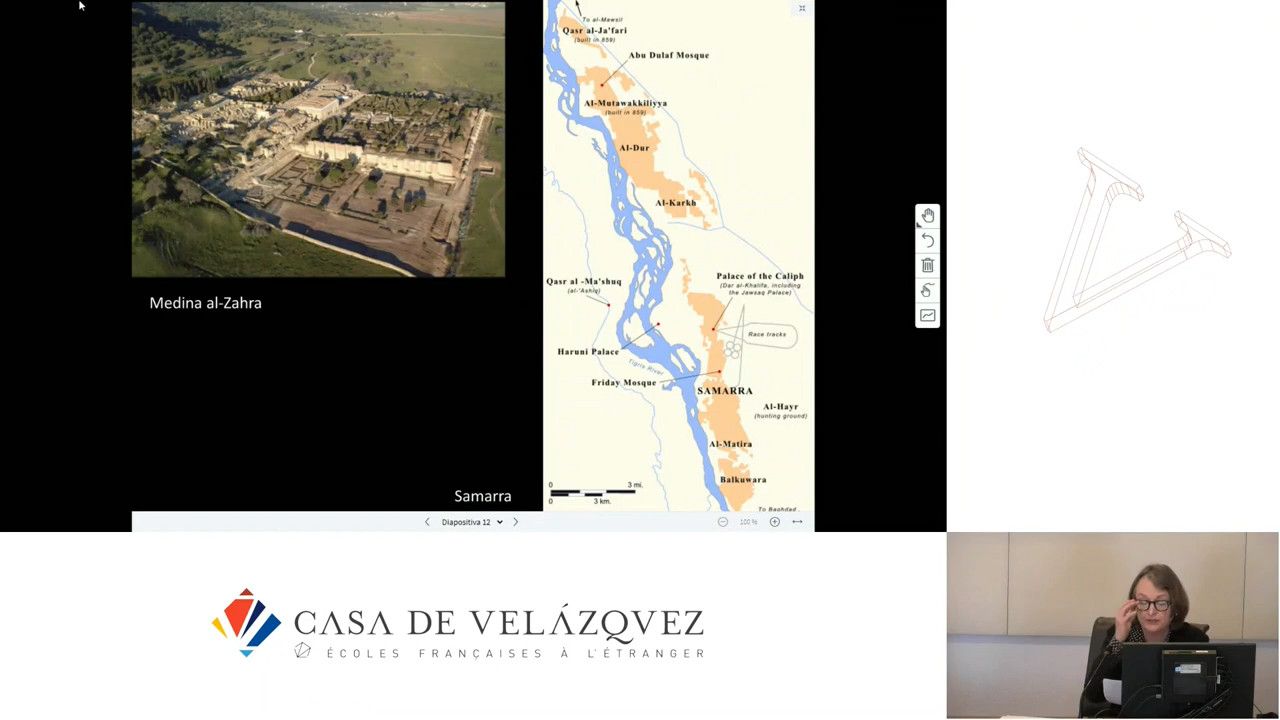 Medina al-Zahra
Samarra
To al-Mawsil
Qasr al-Ja'fari
(built in 859)
Abu Dulaf Mosque
Al-Mutawakkiliyya
(built in 859)
Al-Dur
Al-Karkh
Qasr al -Ma'shuq
(al-'Ashiq)
Palace of the Caliph
(Dar al-Khalifa, including
the Jawsaq Palace)
Race tracks
Haruni Palace
Tigris River
Friday Mosque
SAMARRA
Al-Hayr
(hunting ground)
Al-Matira
Balkuwara
0 3 mi.
0 3 km.
To Baghdad
Diapositiva 12
100 %
CASA DE VELÁZQVEZ
ÉCOLES FRANÇAISES À L'ÉTRANGER